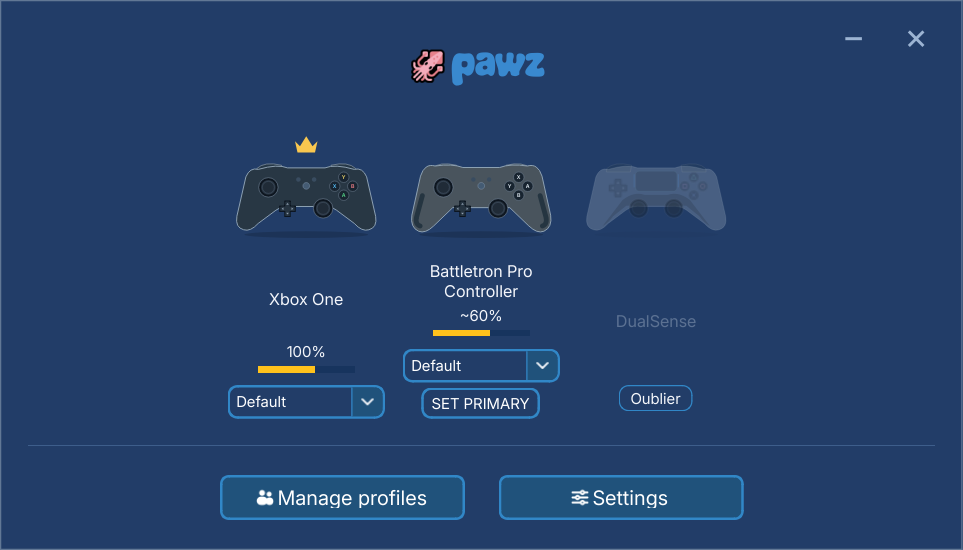 pawz
Xbox One
100%
Default
Battletron Pro
Controller
~60%
Default
SET PRIMARY
DualSense
Oublier
Manage profiles
Settings